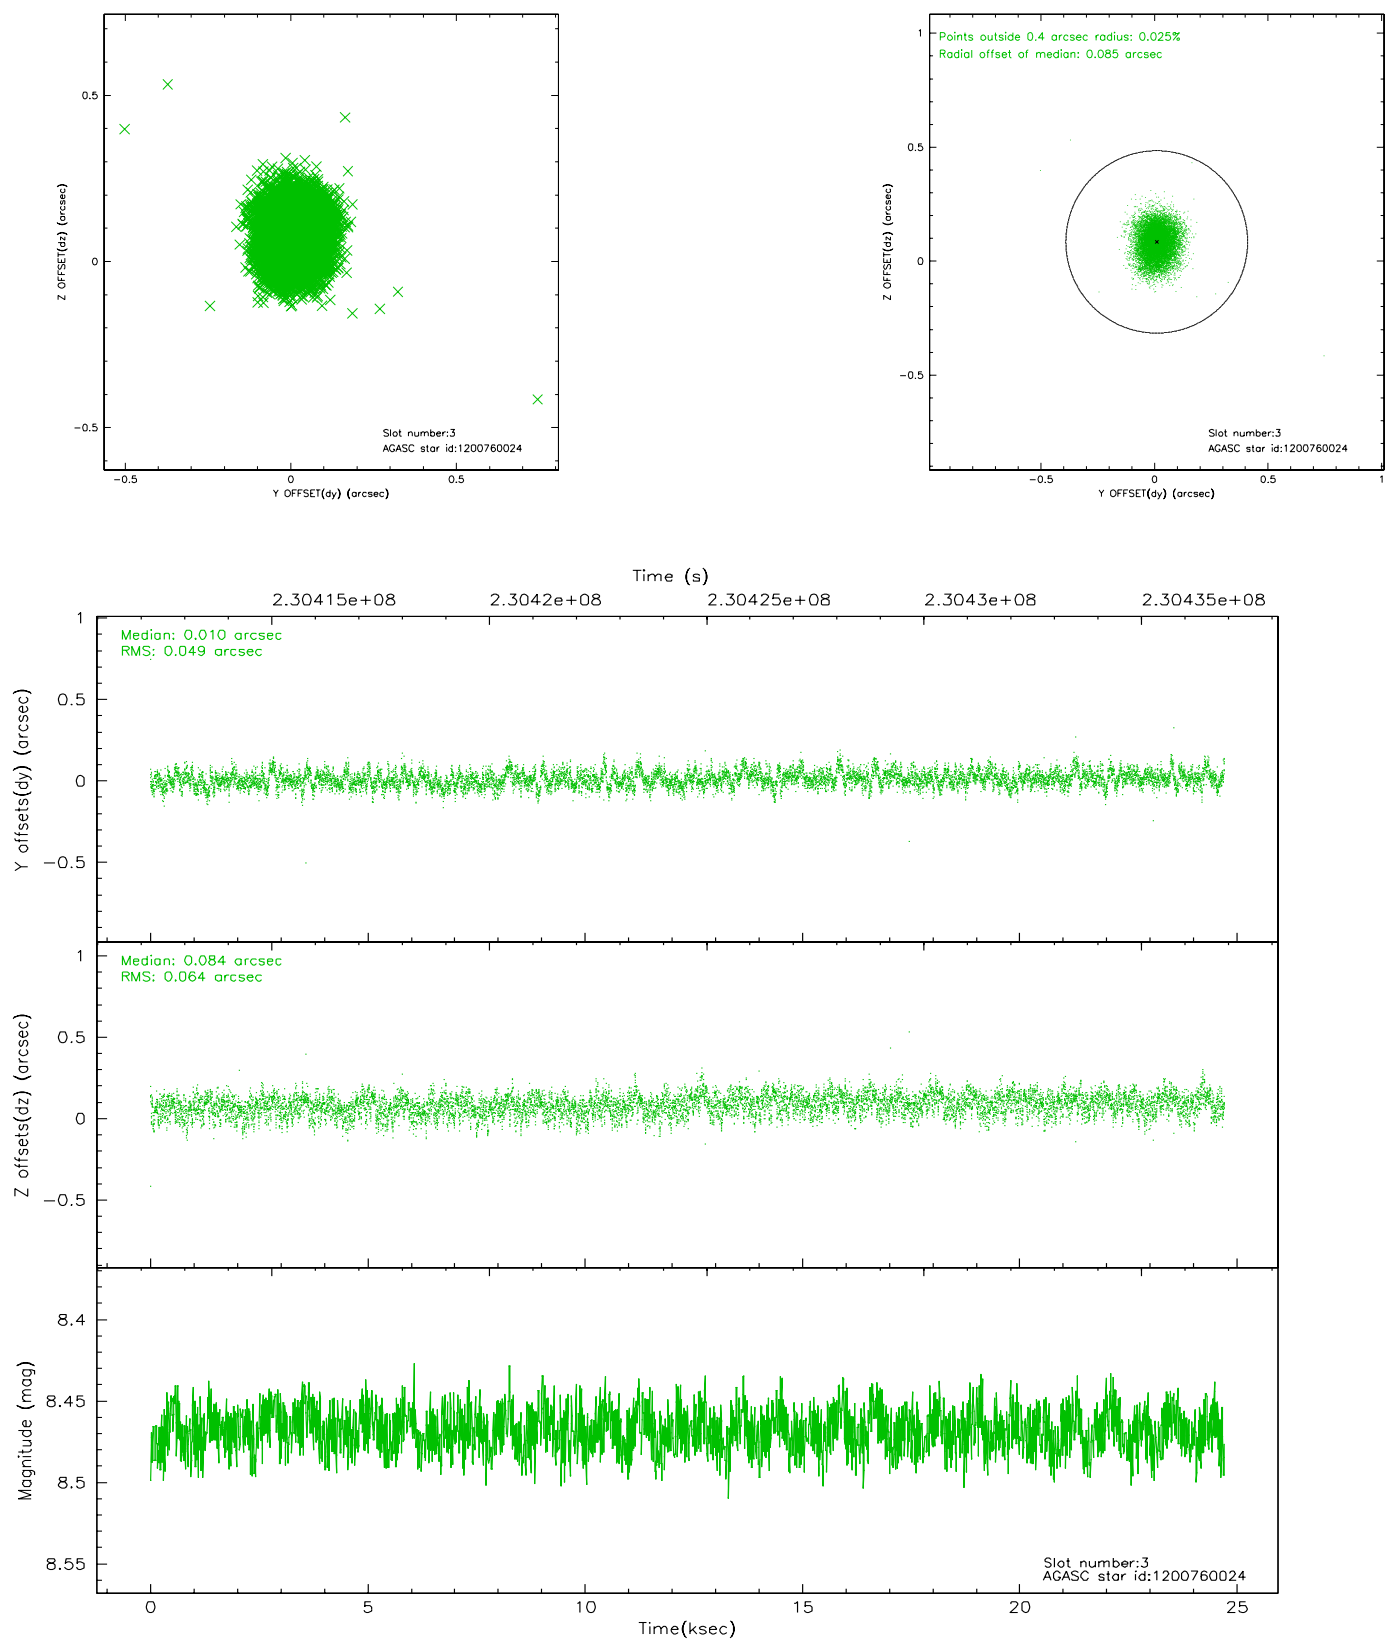 0.5
0
-0.5
Z OFFSET(dz) (arcsec)
Slot number:3
AGASC star id:1200760024
-0.5 0 0.5
Y OFFSET(dy) (arcsec)
Points outside 0.4 arcsec radius: 0.025%
Radial offset of median: 0.085 arcsec
1
0.5
0
-0.5
Z OFFSET(dz) (arcsec)
Slot number:3
AGASC star id:1200760024
-0.5 0 0.5 1
Y OFFSET(dy) (arcsec)
Time (s)
2.30415e+08 2.3042e+08 2.30425e+08 2.3043e+08 2.30435e+08
Median: 0.010 arcsec
RMS: 0.049 arcsec
1
0.5
0
-0.5
Y offsets(dy) (arcsec)
Median: 0.084 arcsec
RMS: 0.064 arcsec
1
0.5
0
-0.5
Z offsets(dz) (arcsec)
8.4
8.45
8.5
8.55
Magnitude (mag)
Slot number:3
AGASC star id:1200760024
0 5 10 15 20 25
Time(ksec)